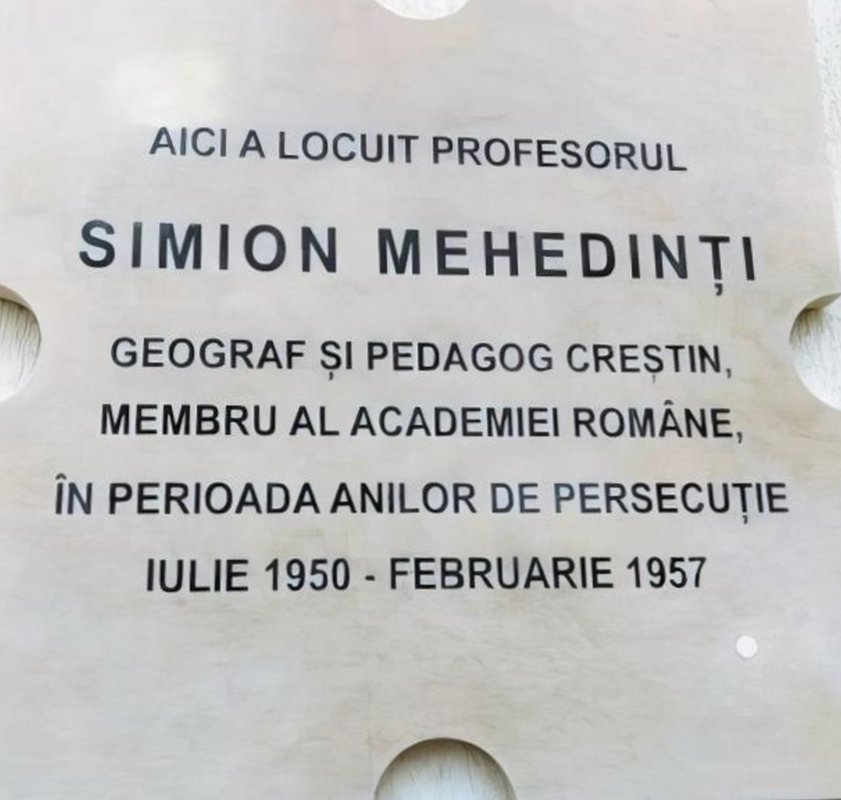 AICI A LOCUIT PROFESORUL
SIMION MEHEDINȚI
GEOGRAF ȘI PEDAGOG CREȘTIN,
MEMBRU AL ACADEMIEI ROMÂNE,
ÎN PERIOADA ANILOR DE PERSECUȚIE
IULIE 1950 - FEBRUARIE 1957